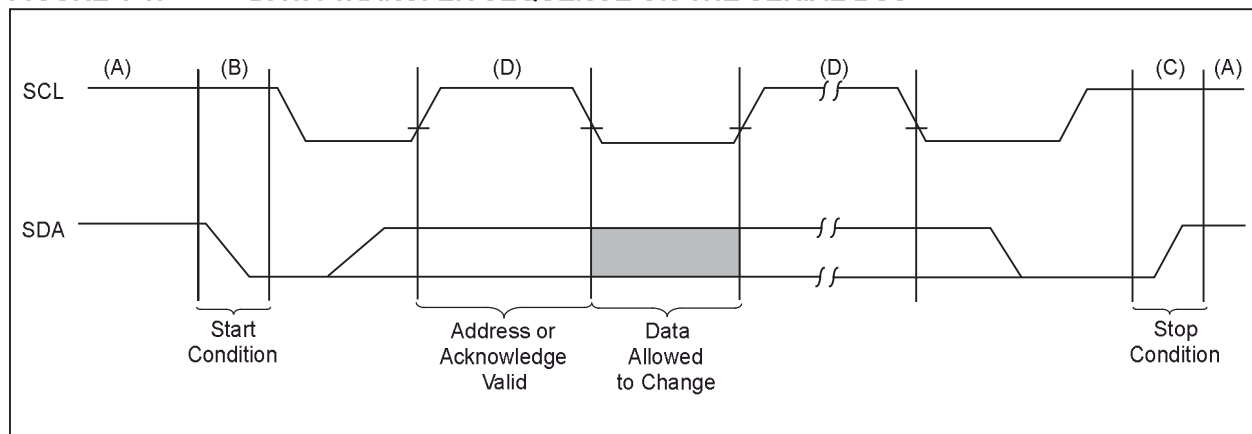 (A) (B) (D) (D) (C) (A)
SCL
SDA
Start
Condition
Address or
Acknowledge
Valid
Data
Allowed
to Change
Stop
Condition